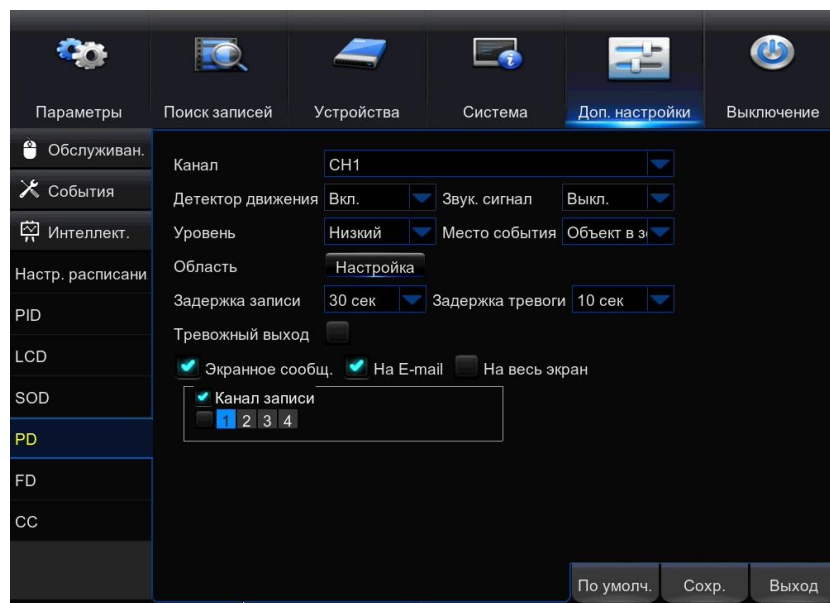 Параметры Поиск записей Устройства Система Доп. настройки Выключение
Обслуживан.
События
Интеллект.
Настр. расписани
PID
LCD
SOD
PD
FD
CC
Канал CH1
Детектор движения Вкл. Звук. сигнал Выкл.
Уровень Низкий Место события Объект в з
Область Настройка
Задержка записи 30 сек Задержка тревоги 10 сек
Тревожный выход
Экранное сообщ. На E-mail На весь экран
Канал записи
1 2 3 4
По умолч. Сохр. Выход